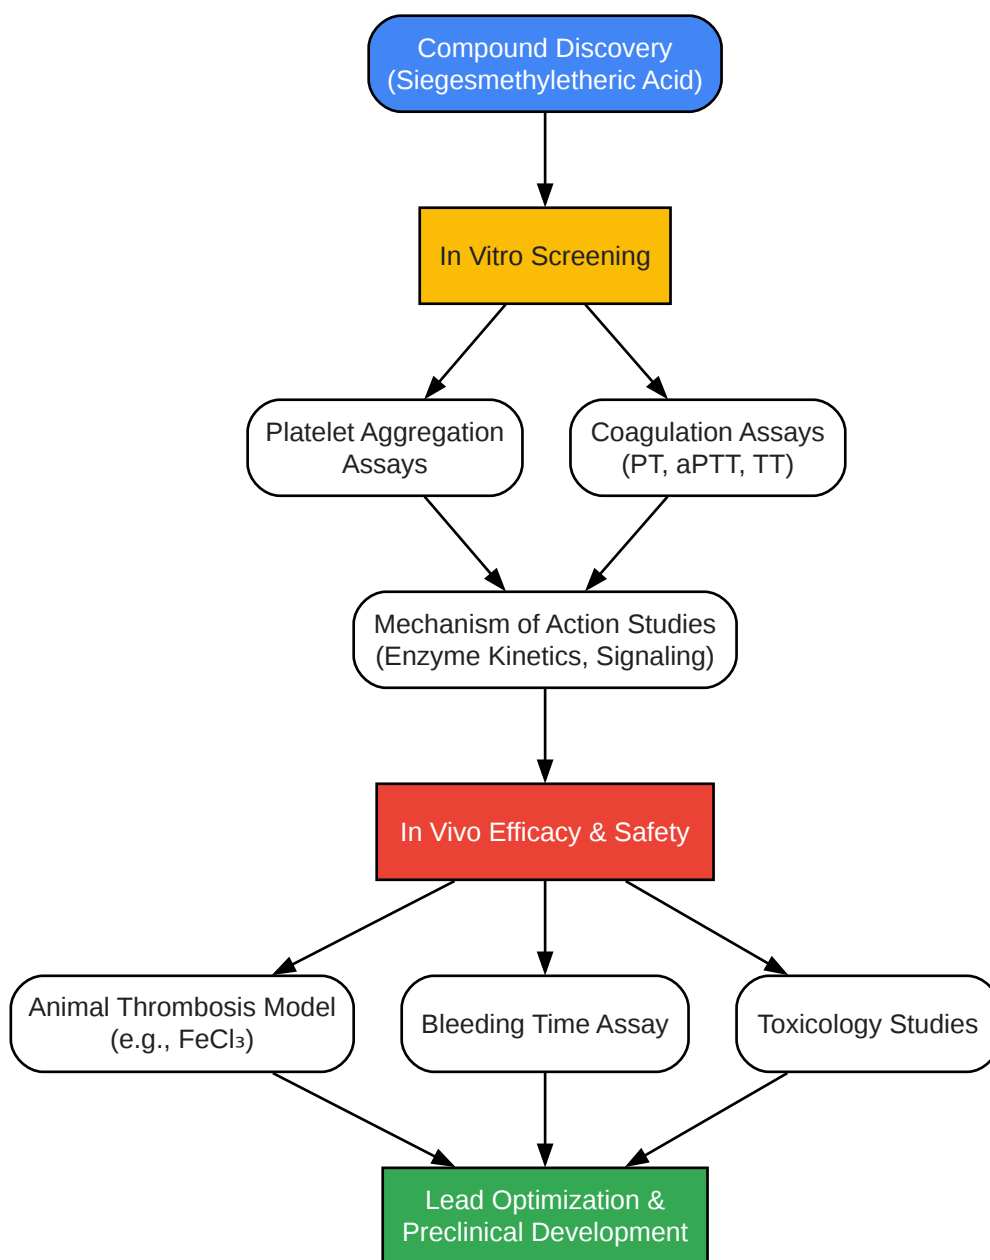 Compound Discovery
(Siegesmethyletheric Acid)
In Vitro Screening
Platelet Aggregation
Assays
Coagulation Assays
(PT, aPTT, TT)
Mechanism of Action Studies
(Enzyme Kinetics, Signaling)
In Vivo Efficacy & Safety
Animal Thrombosis Model
(e.g., FeCl₃)
Bleeding Time Assay
Toxicology Studies
Lead Optimization &
Preclinical Development